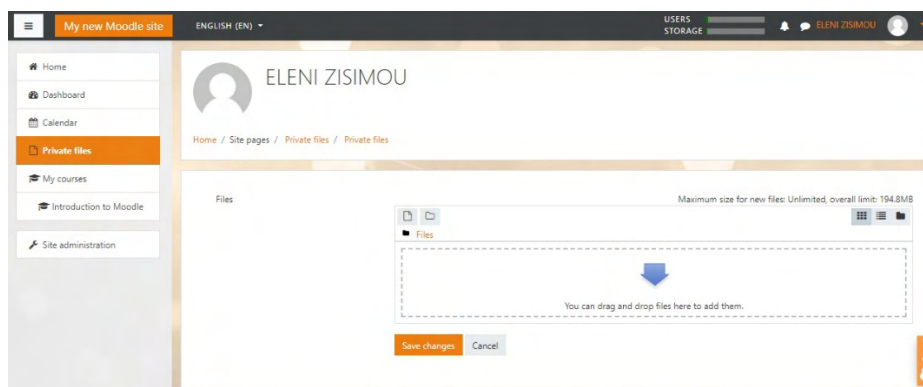 My new Moodle site
ENGLISH (EN)
USERS
STORAGE
ELENI ZISIMOU
Home
Dashboard
Calendar
Private files
My courses
Introduction to Moodle
Site administration
ELENI ZISIMOU
Home / Site pages / Private files / Private files
Files
Maximum size for new files: Unlimited, overall limit: 194.8MB
Files
You can drag and drop files here to add them.
Save changes Cancel